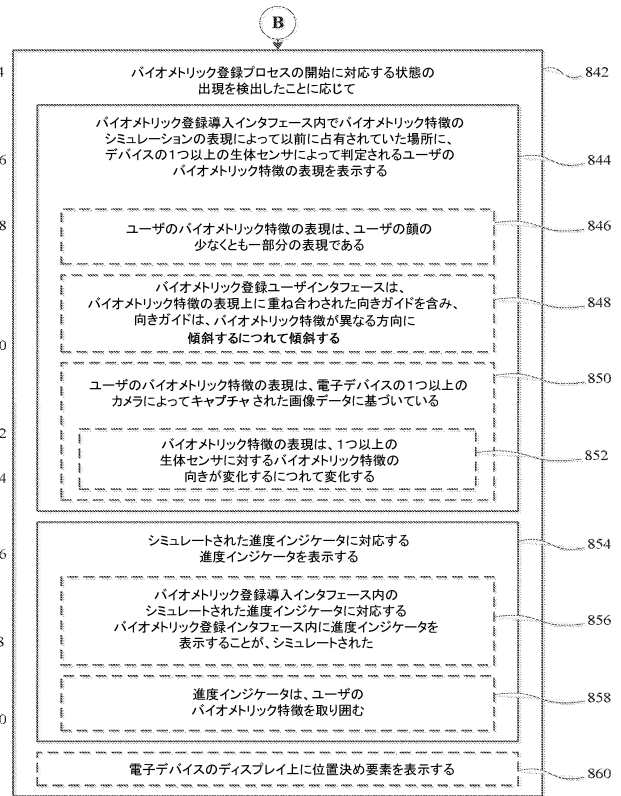 B
バイオメトリック登録プロセスの開始に対応する状態の
出現を検出したことに応じて
842
バイオメトリック登録導入インタフェース内でバイオメトリック特徴の
シミュレーションの表現によって以前に占有されていた場所に、
デバイスの1つ以上の生体センサによって判定されるユーザの
バイオメトリック特徴の表現を表示する
844
ユーザのバイオメトリック特徴の表現は、ユーザの顔の
少なくとも一部分の表現である
846
バイオメトリック登録ユーザインタフェースは、
バイオメトリック特徴の表現上に重ね合わされた向きガイドを含み、
向きガイドは、バイオメトリック特徴が異なる方向に
傾斜するにつれて傾斜する
848
ユーザのバイオメトリック特徴の表現は、電子デバイスの1つ以上の
カメラによってキャプチャされた画像データに基づいている
850
バイオメトリック特徴の表現は、1つ以上の
生体センサに対するバイオメトリック特徴の
向きが変化するにつれて変化する
852
シミュレートされた進度インジケータに対応する
進度インジケータを表示する
854
バイオメトリック登録導入インタフェース内の
シミュレートされた進度インジケータに対応する
バイオメトリック登録インタフェース内に進度インジケータを
表示することが、シミュレートされた
856
進度インジケータは、ユーザの
バイオメトリック特徴を取り囲む
858
電子デバイスのディスプレイ上に位置決め要素を表示する
860
4
6
8
0
2
4
6
8
0